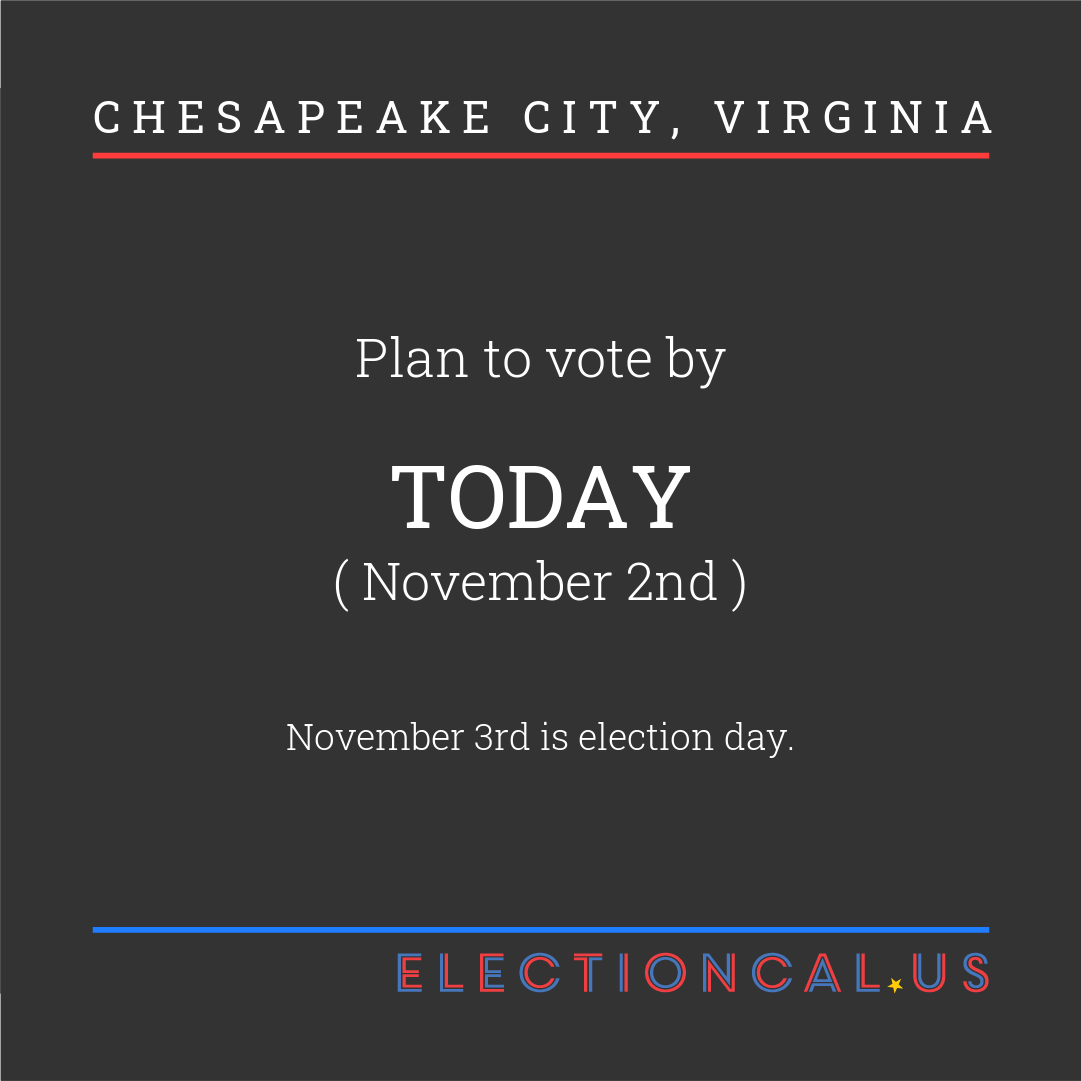 CHESAPEAKE CITY, VIRGINIA
Plan to vote by
TODAY
( November 2nd )
November 3rd is election day.
ELECTIONCAL.US